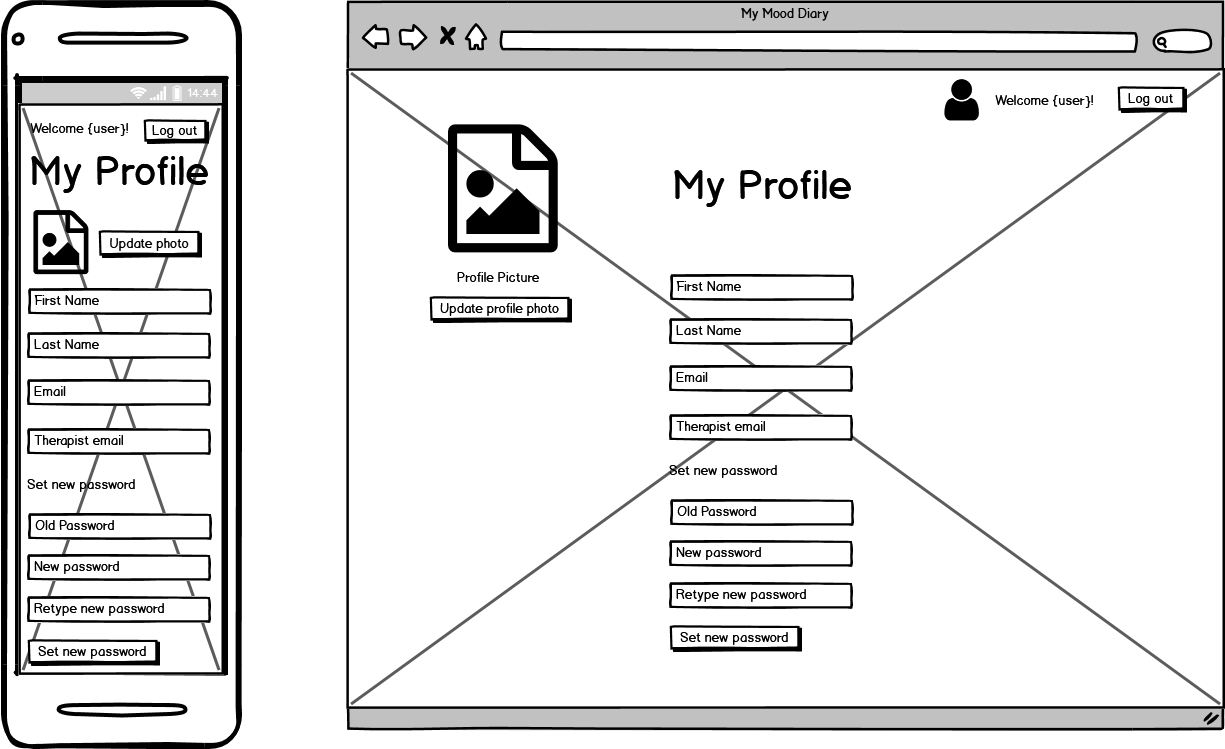 14:44
Welcome {user}!
Log out
My Profile
Update photo
First Name
Last Name
Email
Therapist email
Set new password
Old Password
New password
Retype new password
Set new password
My Mood Diary
Welcome {user}!
Log out
My Profile
Profile Picture
Update profile photo
First Name
Last Name
Email
Therapist email
Set new password
Old Password
New password
Retype new password
Set new password